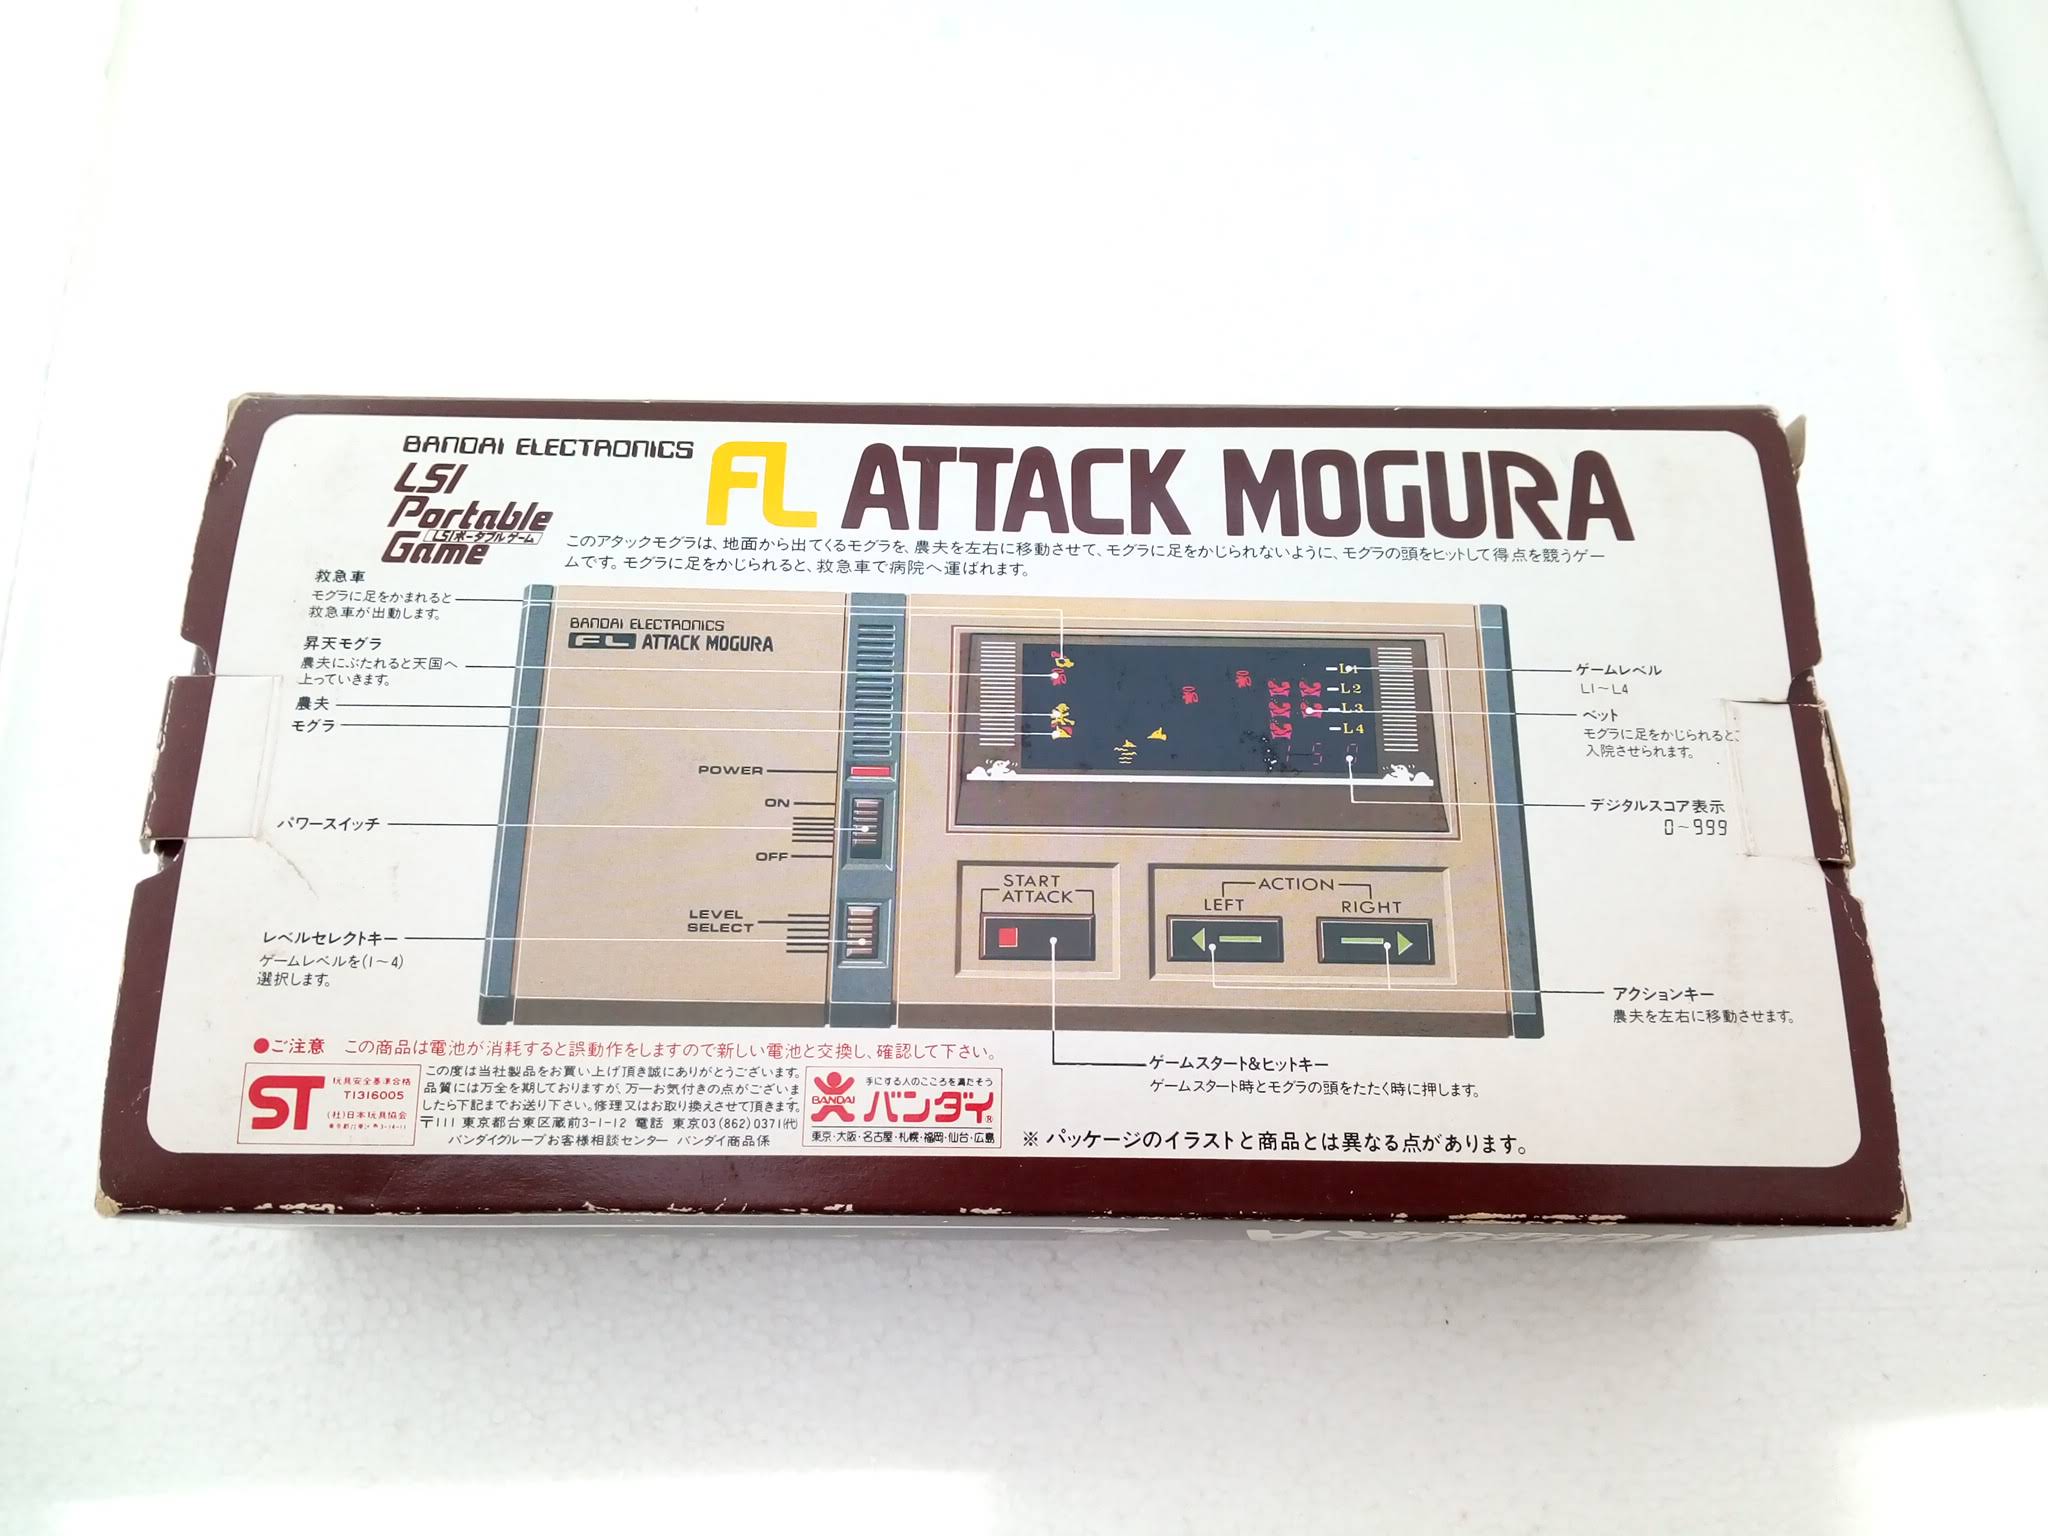 BANDAI ELECTRONICS
FL ATTACK MOGURA
LSI
Portable
LSIポータブルゲーム
Game
このアタックモグラは、地面から出てくるモグラを、農夫を左右に移動させて、モグラに足をかじられないように、モグラの頭をヒットして得点を競うゲー
ムです。モグラに足をかじられると、救急車で病院へ運ばれます。
救急車
モグラに足をかまれると
救急車が出動します。
昇天モグラ
農夫にぶたれると天国へ
上っていきます。
農夫
モグラ
パワースイッチ
レベルセレクトキー
ゲームレベルを(1~4)
選択します。
BANDAI ELECTRONICS
FL ATTACK MOGURA
POWER
ON
OFF
LEVEL
SELECT
L1
L2
L3
L4
START
ATTACK
ACTION
LEFT
RIGHT
ゲームレベル
L1~L4
ベット
モグラに足をかじられると、
入院させられます。
デジタルスコア表示
0~999
アクションキー
農夫を左右に移動させます。
ゲームスタート&ヒットキー
ゲームスタート時とモグラの頭をたたく時に押します。
●ご注意 この商品は電池が消耗すると誤動作をしますので新しい電池と交換し、確認して下さい。
ST
玩具安全基準合格
T1316005
(社)日本玩具協会
この度は当社製品をお買い上げ頂き誠にありがとうございます。
品質には万全を期しておりますが、万一お気付きの点がございま
したら下記までお送り下さい。修理又はお取り換えさせて頂きます。
〒111 東京都台東区蔵前3-1-12 電話 東京03(862)0371(代)
バンダイグループお客様相談センター バンダイ商品係
手にする人のこころを満たそう
BANDAI バンダイ®
東京・大阪・名古屋・札幌・福岡・仙台・広島
※ パッケージのイラストと商品とは異なる点があります。